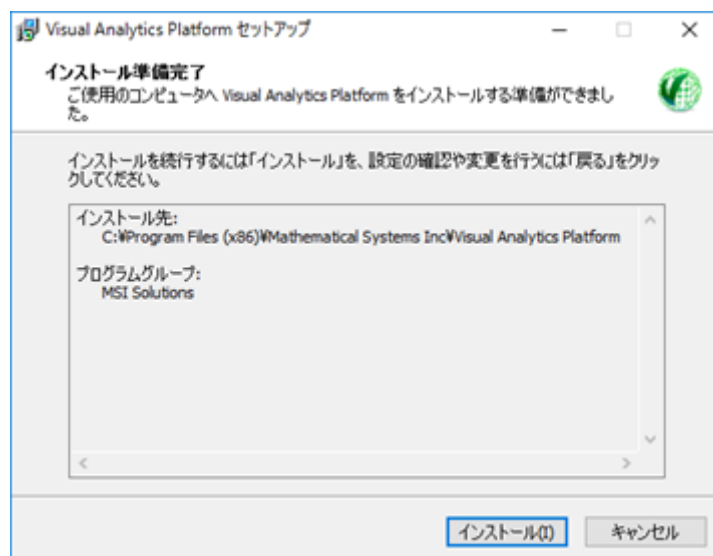 Visual Analytics Platform セットアップ
インストール準備完了
ご使用のコンピュータへ Visual Analytics Platform をインストールする準備ができまし
た。
インストールを続行するには「インストール」を、設定の確認や変更を行うには「戻る」をクリッ
クしてください。
インストール先:
C:¥Program Files (x86)¥Mathematical Systems Inc¥Visual Analytics Platform
プログラムグループ:
MSI Solutions
インストール(I)
キャンセル